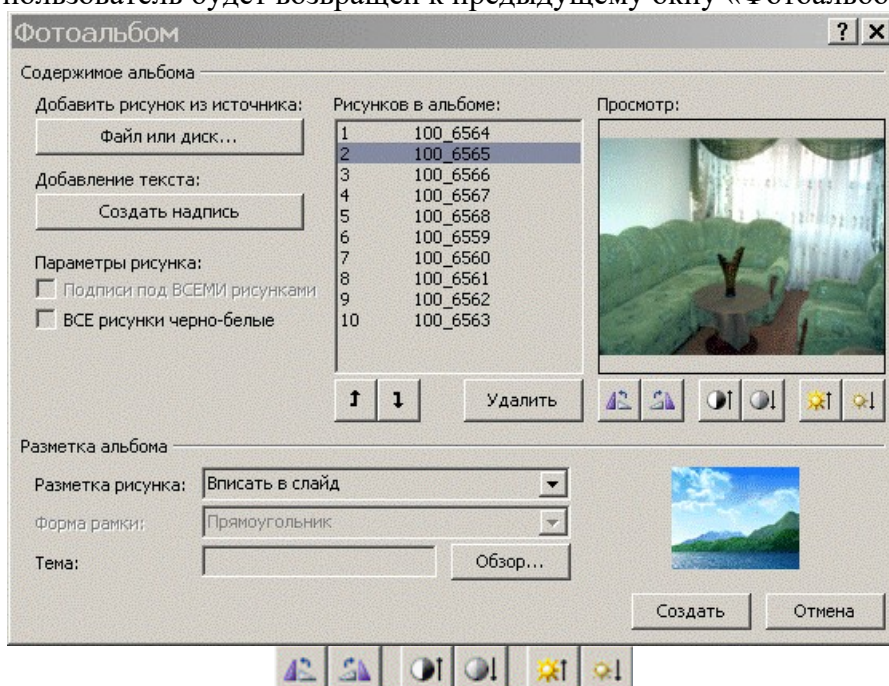 пользователь будет возвращен к предыдущему окну «Фотоальбо
Фотоальбом
Содержимое альбома
Добавить рисунок из источника:
Файл или диск...
Добавление текста:
Создать надпись
Параметры рисунка:
Подписи под ВСЕМИ рисунками
ВСЕ рисунки черно-белые
Рисунков в альбоме:
1 100_6564
2 100_6565
3 100_6566
4 100_6567
5 100_6568
6 100_6559
7 100_6560
8 100_6561
9 100_6562
10 100_6563
Удалить
Просмотр:
Разметка альбома
Разметка рисунка: Вписать в слайд
Форма рамки: Прямоугольник
Тема: Обзор...
Создать Отмена